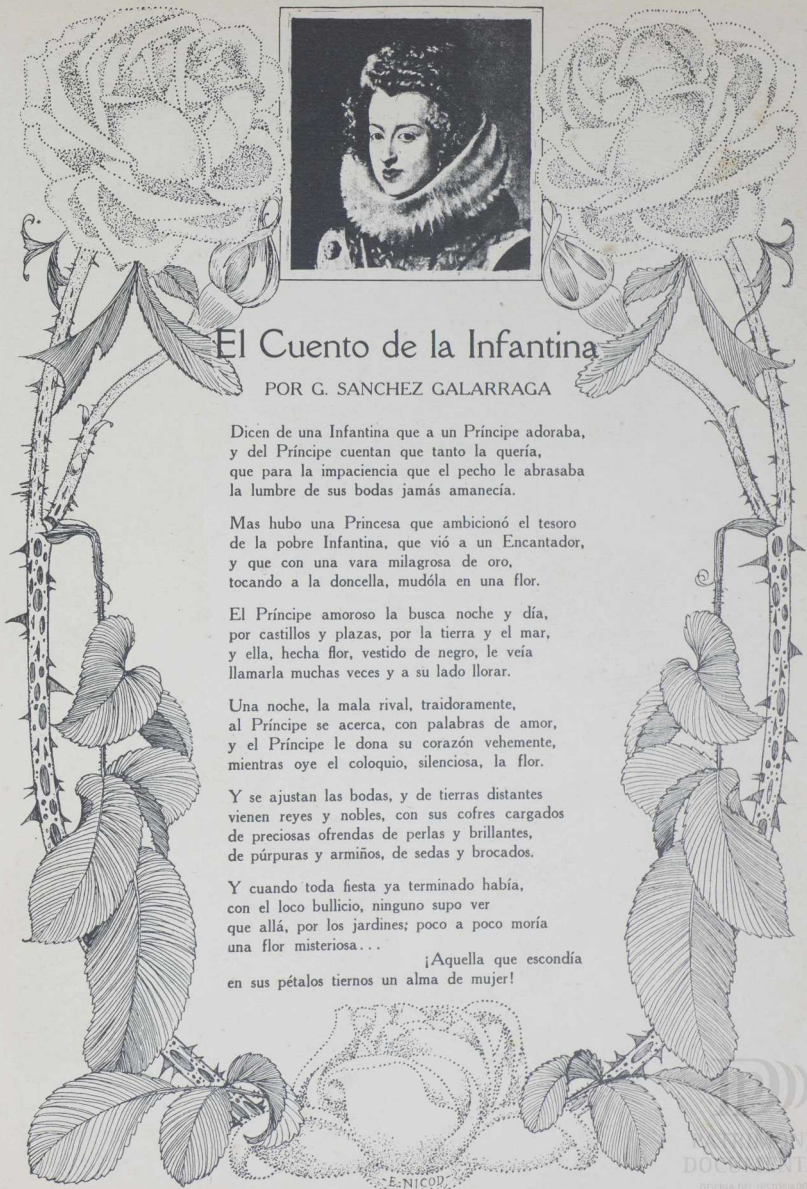 El Cuento de la Infantina
POR G. SANCHEZ GALARRAGA
Dicen de una Infantina que a un Príncipe adoraba,
y del Príncipe cuentan que tanto la quería,
que para la impaciencia que el pecho le abrasaba
la lumbre de sus bodas jamás amanecía.
Mas hubo una Princesa que ambicionó el tesoro
de la pobre Infantina, que vió a un Encantador,
y que con una vara milagrosa de oro,
tocando a la doncella, mudóla en una flor.
El Príncipe amoroso la busca noche y día,
por castillos y plazas, por la tierra y el mar,
y ella, hecha flor, vestido de negro, le veía
llamarla muchas veces y a su lado llorar.
Una noche, la mala rival, traidoramente,
al Príncipe se acerca, con palabras de amor,
y el Príncipe le dona su corazón vehemente,
mientras oye el coloquio, silenciosa, la flor.
Y se ajustan las bodas, y de tierras distantes
vienen reyes y nobles, con sus cofres cargados
de preciosas ofrendas de perlas y brillantes,
de púrpuras y armiños, de sedas y brocados.
Y cuando toda fiesta ya terminado había,
con el loco bullicio, ninguno supo ver
que allá, por los jardines; poco a poco moría
una flor misteriosa...
¡Aquella que escondía
en sus pétalos tiernos un alma de mujer!
E. NICOD